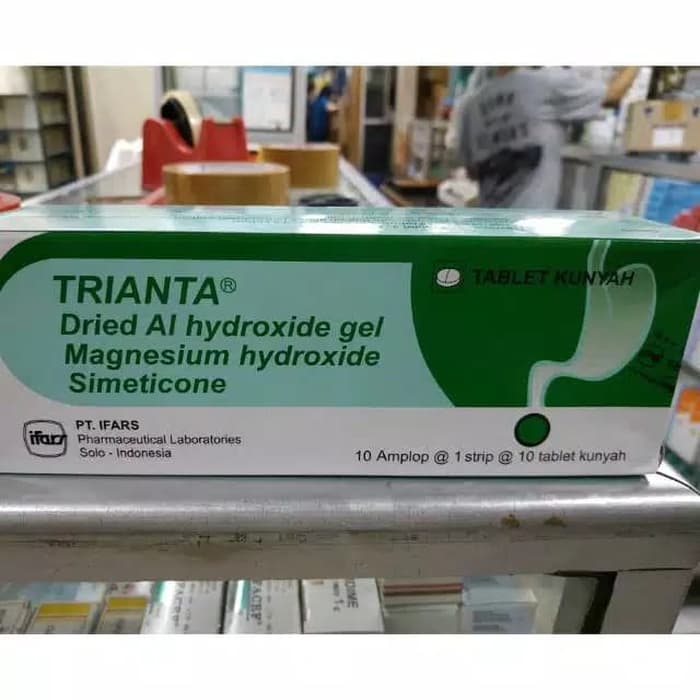 TRIANTA®
Dried Al hydroxide gel
Magnesium hydroxide
Simeticone
TABLET KUNYAH
ifars
PT. IFARS
Pharmaceutical Laboratories
Solo - Indonesia
10 Amplop @ 1 strip @ 10 tablet kunyah